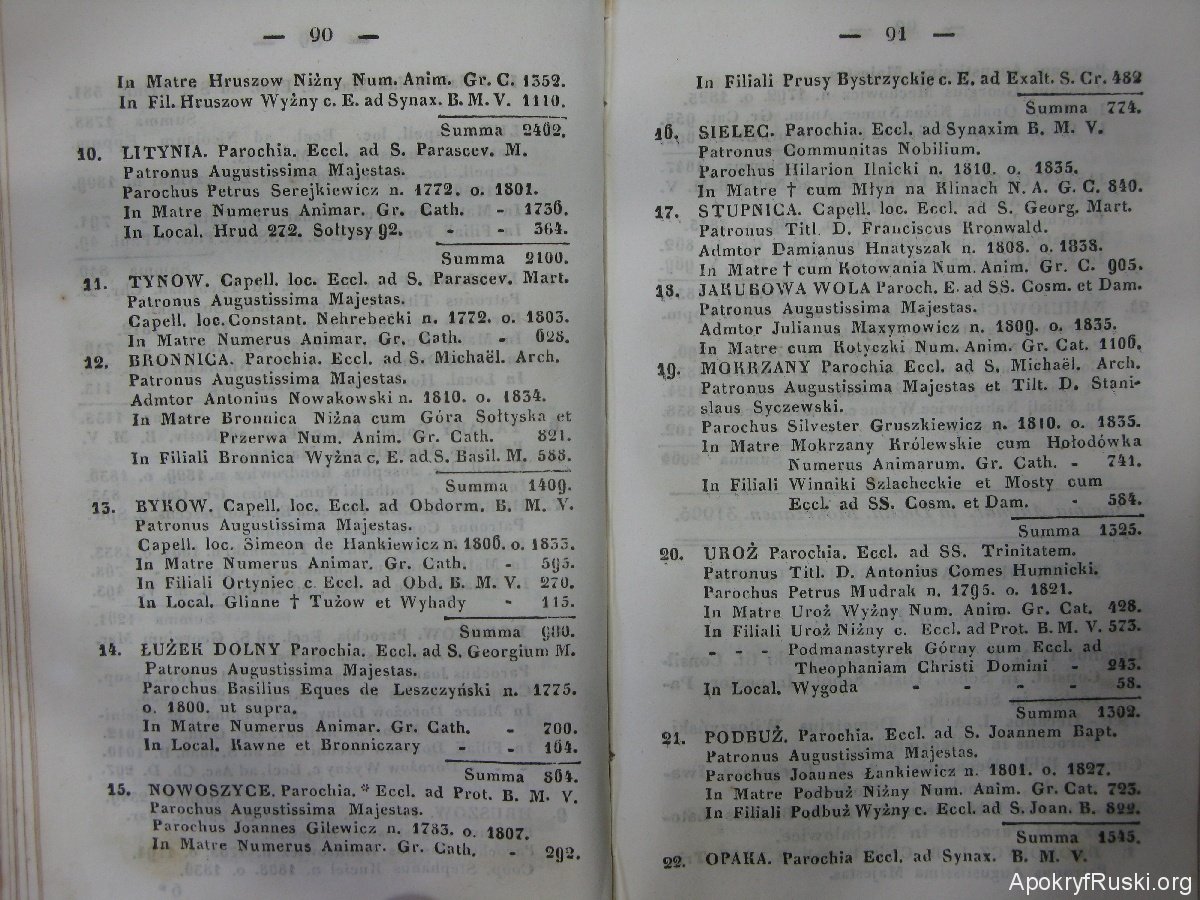 — 90 —
In Matre Hruszow Niżny Num. Anim. Gr. C. 1352.
In Fil. Hruszow Wyżny c. E. ad Synax. B. M. V. 1110.
Summa 2462.
10. LITYNIA. Parochia. Eccl. ad S. Parascev. M.
Patronus Augustissima Majestas.
Parochus Petrus Serejkiewicz n. 1772. o. 1801.
In Matre Numerus Animar. Gr. Cath. - 1736.
In Local. Hrud 272. Sołtysy 92. - - 364.
Summa 2100.
11. TYNOW. Capell. loc. Eccl. ad S. Parascev. Mart.
Patronus Augustissima Majestas.
Capell. loc. Constant. Nehrebecki n. 1772. o. 1803.
In Matre Numerus Animar. Gr. Cath. - 628.
12. BRONNICA. Parochia. Eccl. ad S. Michaël. Arch.
Patronus Augustissima Majestas.
Admtor Antonius Nowakowski n. 1810. o. 1834.
In Matre Bronnica Niżna cum Góra Sołtyska et
Przerwa Num. Anim. Gr. Cath. 821.
In Filiali Bronnica Wyżna c. E. ad S. Basil. M. 588.
Summa 1409.
13. BYKOW. Capell. loc. Eccl. ad Obdorm. B. M. V.
Patronus Augustissima Majestas.
Capell. loc. Simeon de Hankiewicz n. 1806. o. 1833.
In Matre Numerus Animar. Gr. Cath. - 595.
In Filiali Ortyniec c. Eccl. ad Obd. B. M. V. 270.
In Local. Glinne † Tużow et Wyhady - 115.
Summa 980.
14. ŁUŻEK DOLNY Parochia. Eccl. ad S. Georgium M.
Patronus Augustissima Majestas.
Parochus Basilius Eques de Leszczyński n. 1775.
o. 1800. ut supra.
In Matre Numerus Animar. Gr. Cath. - 700.
In Local. Rawne et Bronniczary - - 164.
Summa 864.
15. NOWOSZYCE. Parochia. * Eccl. ad Prot. B. M. V.
Parochus Augustissima Majestas.
Parochus Joannes Gilewicz n. 1783. o. 1807.
In Matre Numerus Animar. Gr. Cath. - 292.
— 91 —
In Filiali Prusy Bystrzyckie c. E. ad Exalt. S. Cr. 482
Summa 774.
16. SIELEC. Parochia. Eccl. ad Synaxim B. M. V.
Patronus Communitas Nobilium.
Parochus Hilarion Ilnicki n. 1810. o. 1835.
In Matre † cum Młyn na Klinach N. A. G. C. 840.
17. STUPNICA. Capell. loc. Eccl. ad S. Georg. Mart.
Patronus Titl. D. Franciscus Kronwald.
Admtor Damianus Hnatyszak n. 1808. o. 1838.
In Matre † cum Kotowania Num. Anim. Gr. C. 905.
18. JAKUBOWA WOLA Paroch. E. ad SS. Cosm. et Dam.
Patronus Augustissima Majestas.
Admtor Julianus Maxymowicz n. 1809. o. 1835.
In Matre cum Kotyczki Num. Anim. Gr. Cat. 1106.
19. MOKRZANY Parochia Eccl. ad S. Michaël. Arch.
Patronus Augustissima Majestas et Tilt. D. Stani-
slaus Syczewski.
Parochus Silvester Gruszkiewicz n. 1810. o. 1835.
In Matre Mokrzany Królewskie cum Hołodówka
Numerus Animarum. Gr. Cath. - 741.
In Filiali Winniki Szlacheckie et Mosty cum
Eccl. ad SS. Cosm. et Dam. - 584.
Summa 1325.
20. UROŻ Parochia. Eccl. ad SS. Trinitatem.
Patronus Titl. D. Antonius Comes Humnicki.
Parochus Petrus Mudrak n. 1795. o. 1821.
In Matre Uroż Wyżny Num. Anim. Gr. Cat. 428.
In Filiali Uroż Niżny c. Eccl. ad Prot. B. M. V. 573.
- - - Podmanastyrek Górny cum Eccl. ad
Theophaniam Christi Domini - 243.
In Local. Wygoda - - - - - 58.
Summa 1302.
21. PODBUŻ. Parochia. Eccl. ad S. Joannem Bapt.
Patronus Augustissima Majestas.
Parochus Joaunes Łankiewicz n. 1801. o. 1827.
In Matre Podbuż Niżny Num. Anim. Gr. Cat. 723.
In Filiali Podbuż Wyżny c. Eccl. ad S. Joan. B. 822.
Summa 1545.
22. OPAKA. Parochia Eccl. ad Synax. B. M. V.
ApokryfRuski.org